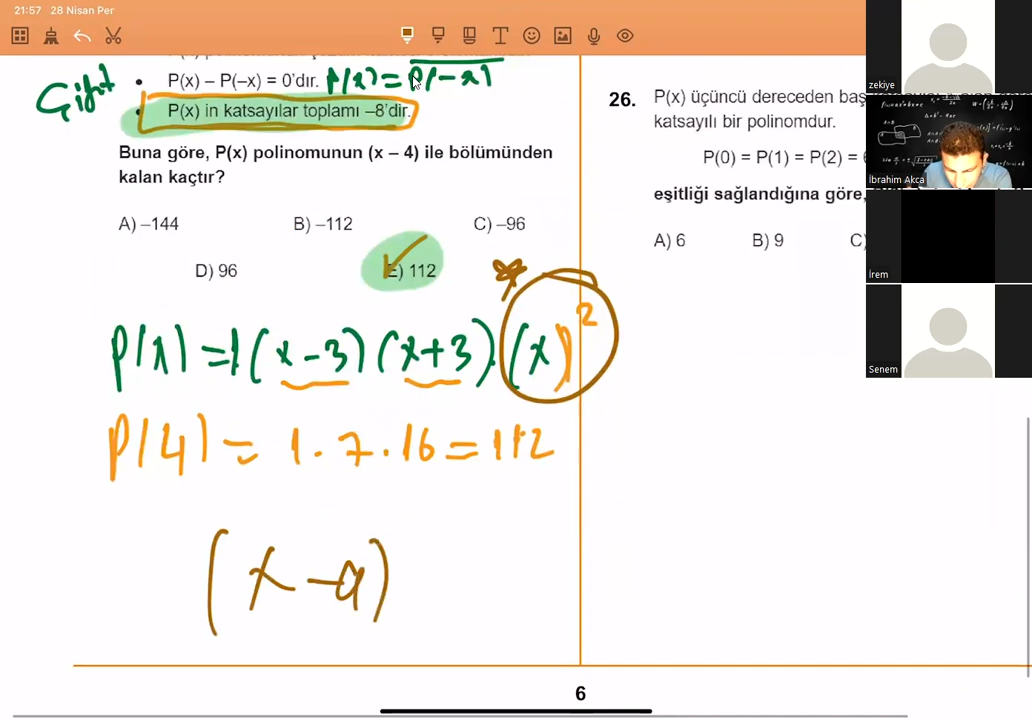 21:57 28 Nisan Per
P(x) – P(–x) = 0'dır. P(x) = P(-x)
Çift
P(x) in katsayılar toplamı –8'dir.
Buna göre, P(x) polinomunun (x – 4) ile bölümünden
kalan kaçtır?
A) –144 B) –112 C) –96
D) 96 E) 112
P(x) = 1(x-3)(x+3).(x)²
P(4) = 1.7.16 = 112
(x-a)
26. P(x) üçüncü dereceden baş
katsayılı bir polinomdur.
P(0) = P(1) = P(2) = 6
eşitliği sağlandığına göre,
A) 6 B) 9 C)
6
zekiye
İbrahim Akca
İrem
Senem